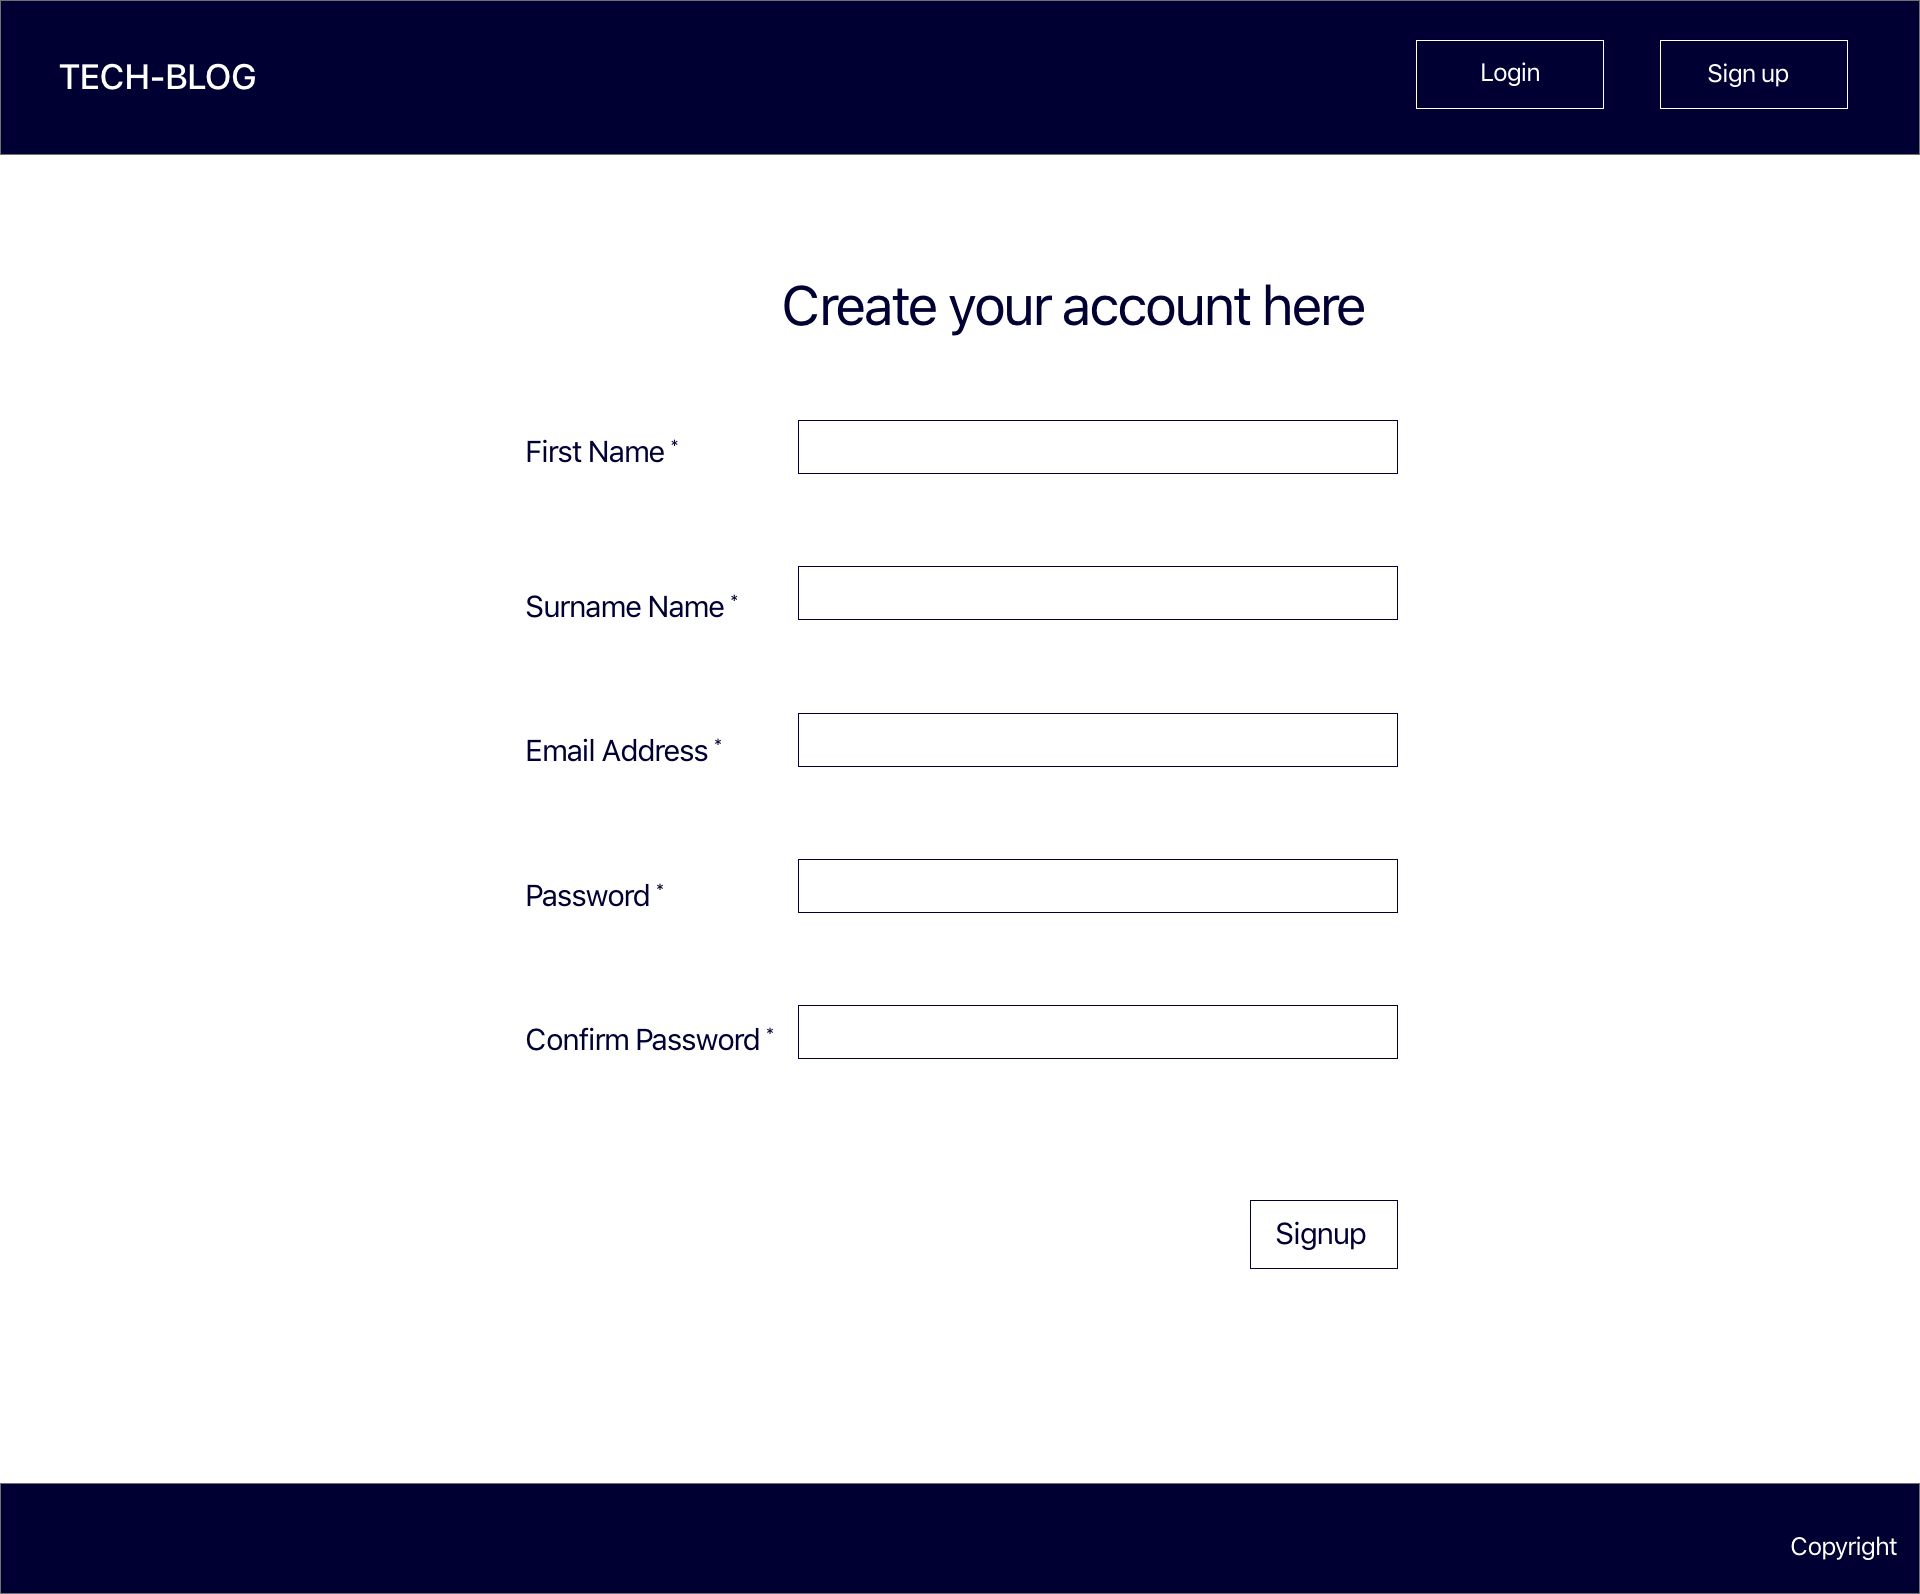 TECH-BLOG
Login
Sign up
Create your account here
First Name *
Surname Name *
Email Address *
Password *
Confirm Password *
Signup
Copyright